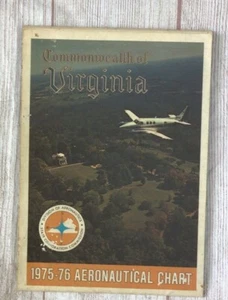 Commonwealth of
Virginia
1975-76 AERONAUTICAL CHART